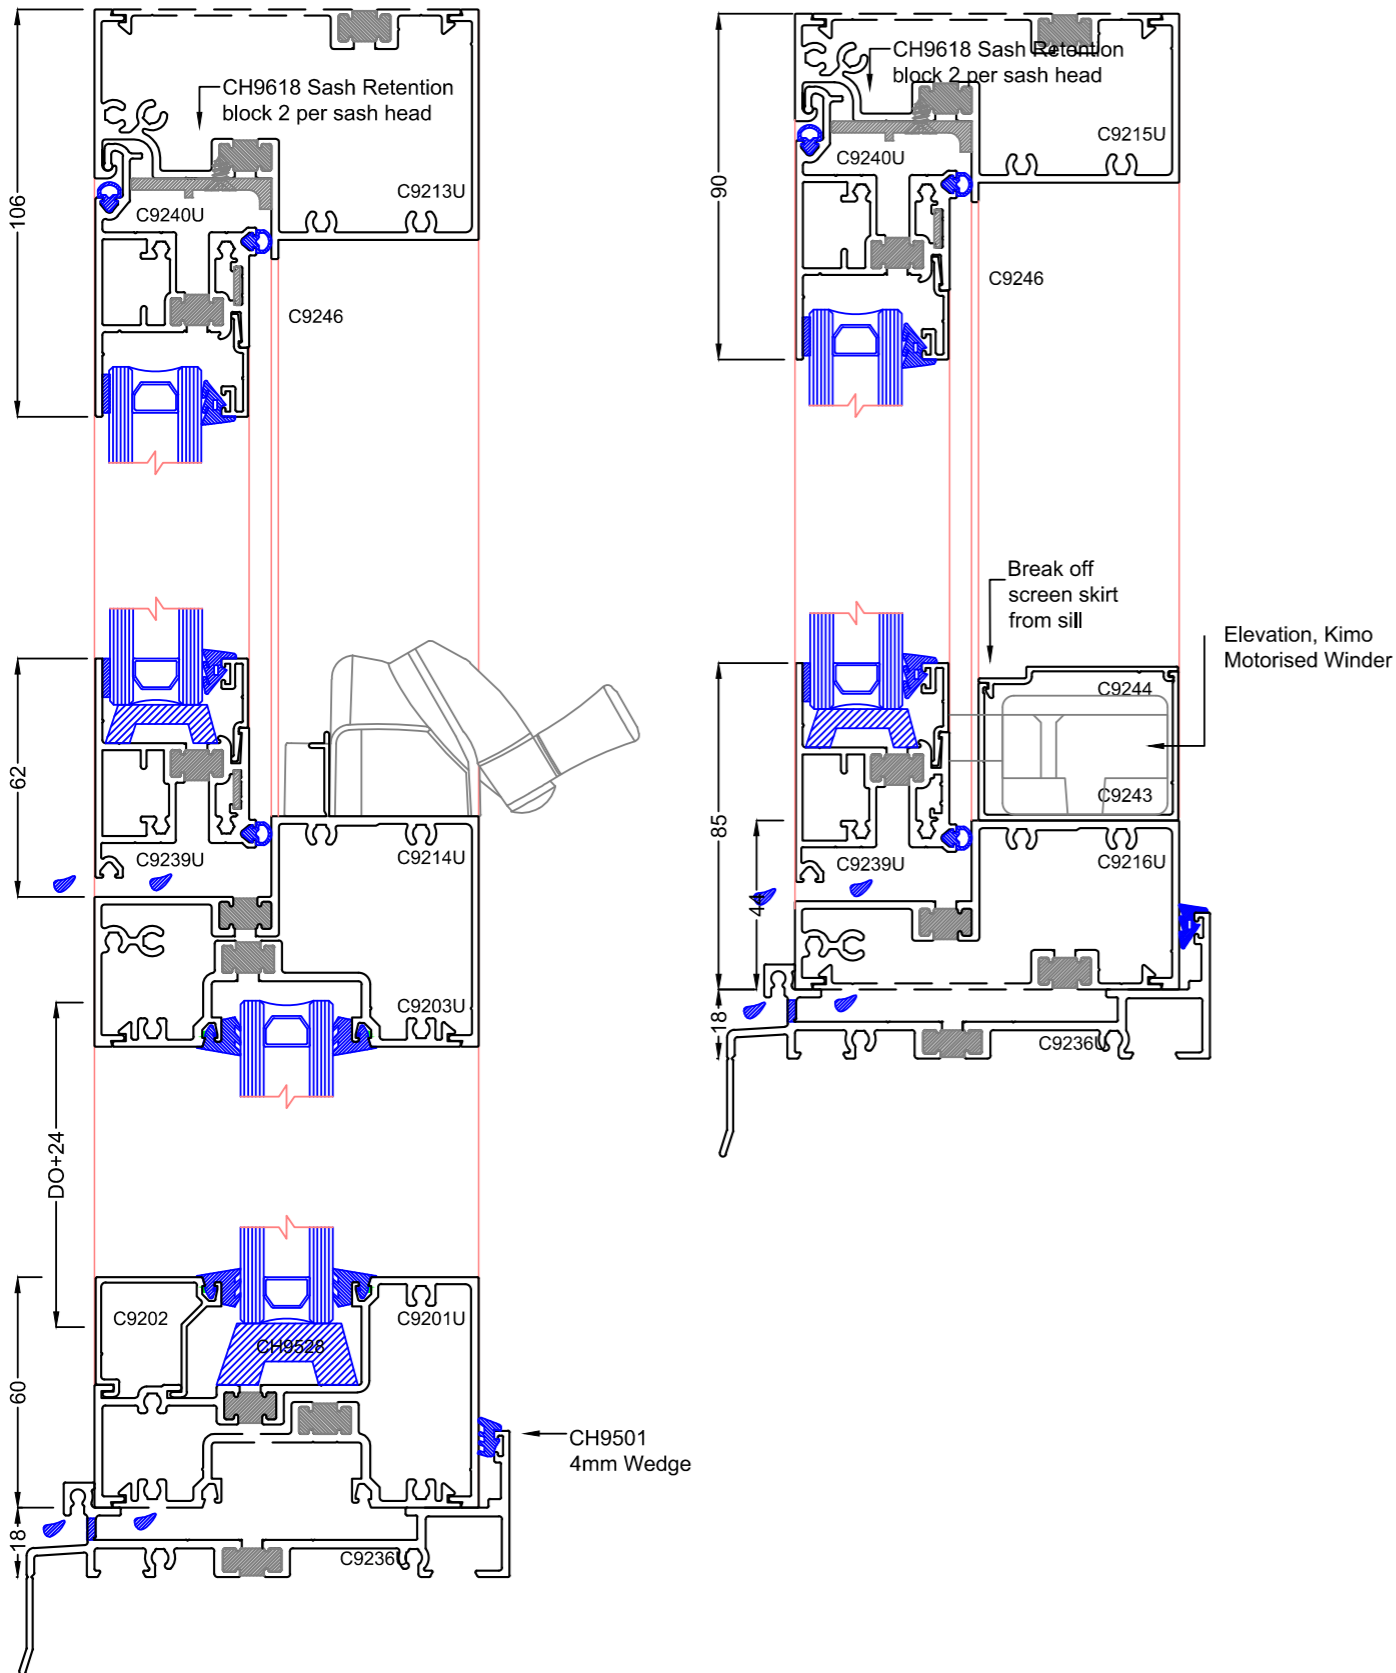 CH9618 Sash Retention
block 2 per sash head
C9213U
C9240U
106
C9246
62
C9239U
C9214U
C9203U
DO+24
C9202
C9201U
CH9528
60
CH9501
4mm Wedge
18
C9236U
CH9618 Sash Retention
block 2 per sash head
C9215U
C9240U
90
C9246
Break off
screen skirt
from sill
Elevation, Kimo
Motorised Winder
C9244
C9243
85
44
C9239U
C9216U
18
C9236U